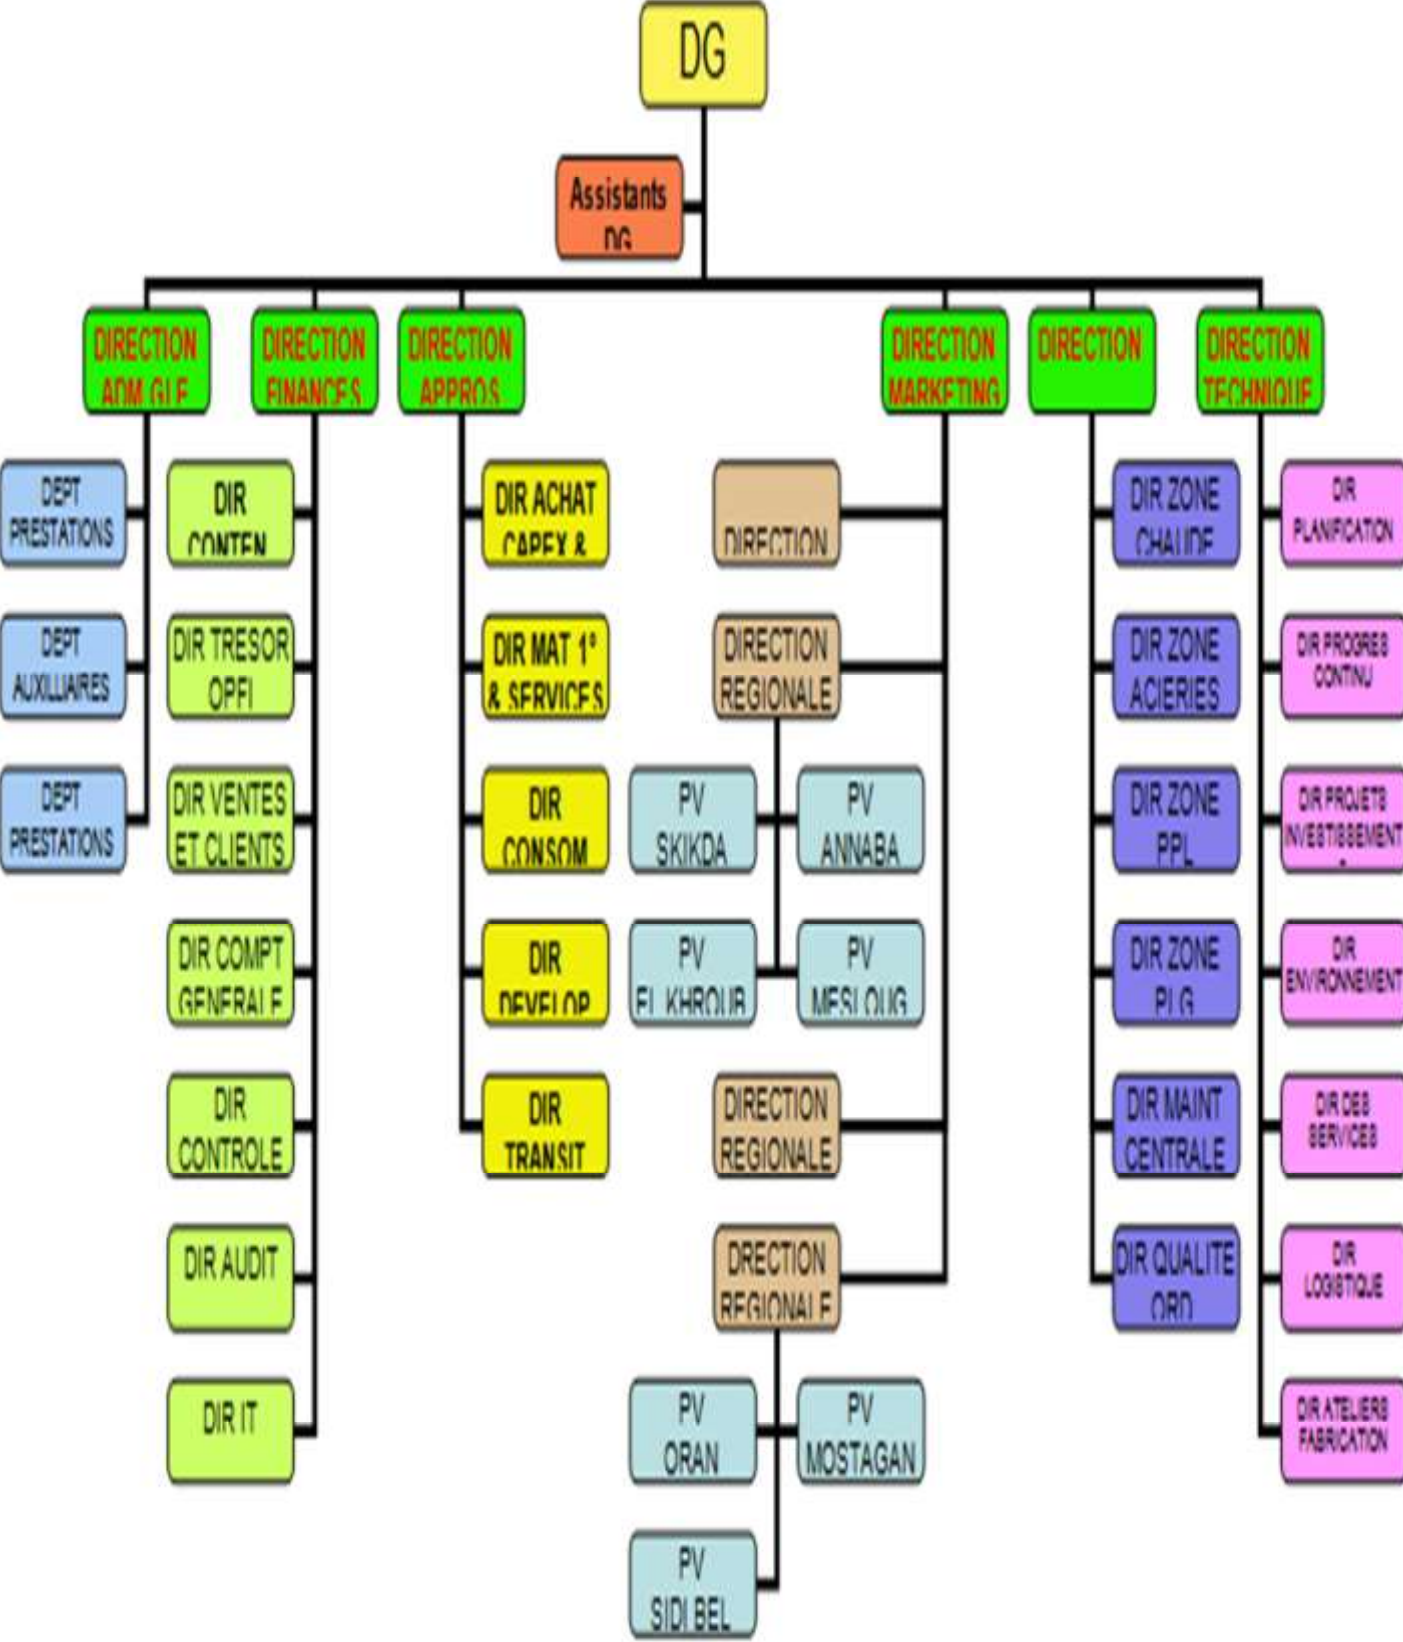 DG
Assistants
DG
DIRECTION
ADM.GLE
DIRECTION
FINANCES
DIRECTION
APPROS
DIRECTION
MARKETING
DIRECTION
DIRECTION
TECHNIQUE
DEPT
PRESTATIONS
DEPT
AUXILLIAIRES
DEPT
PRESTATIONS
DIR
CONTEN
DIR TRESOR
OPFI
DIR VENTES
ET CLIENTS
DIR COMPT
GENERALE
DIR
CONTROLE
DIR AUDIT
DIR IT
DIR ACHAT
CAPEX &
DIR MAT 1°
& SERVICES
DIR
CONSOM
DIR
DEVELOP
DIR
TRANSIT
DIRECTION
DIRECTION
REGIONALE
PV
SKIKDA
PV
ANNABA
PV
EL KHROUB
PV
MESLOUG
DIRECTION
REGIONALE
DRECTION
REGIONALE
PV
ORAN
PV
MOSTAGAN
PV
SIDI BEL
DIR ZONE
CHAUDE
DIR ZONE
ACIERIES
DIR ZONE
PPL
DIR ZONE
PLG
DIR MAINT
CENTRALE
DIR QUALITE
ORD
DIR
PLANIFICATION
DIR PROGRES
CONTINU
DIR PROJETS
INVESTISSEMENT
DIR
ENVIRONNEMENT
DIR DES
SERVICES
DIR
LOGISTIQUE
DIR ATELIERS
FABRICATION